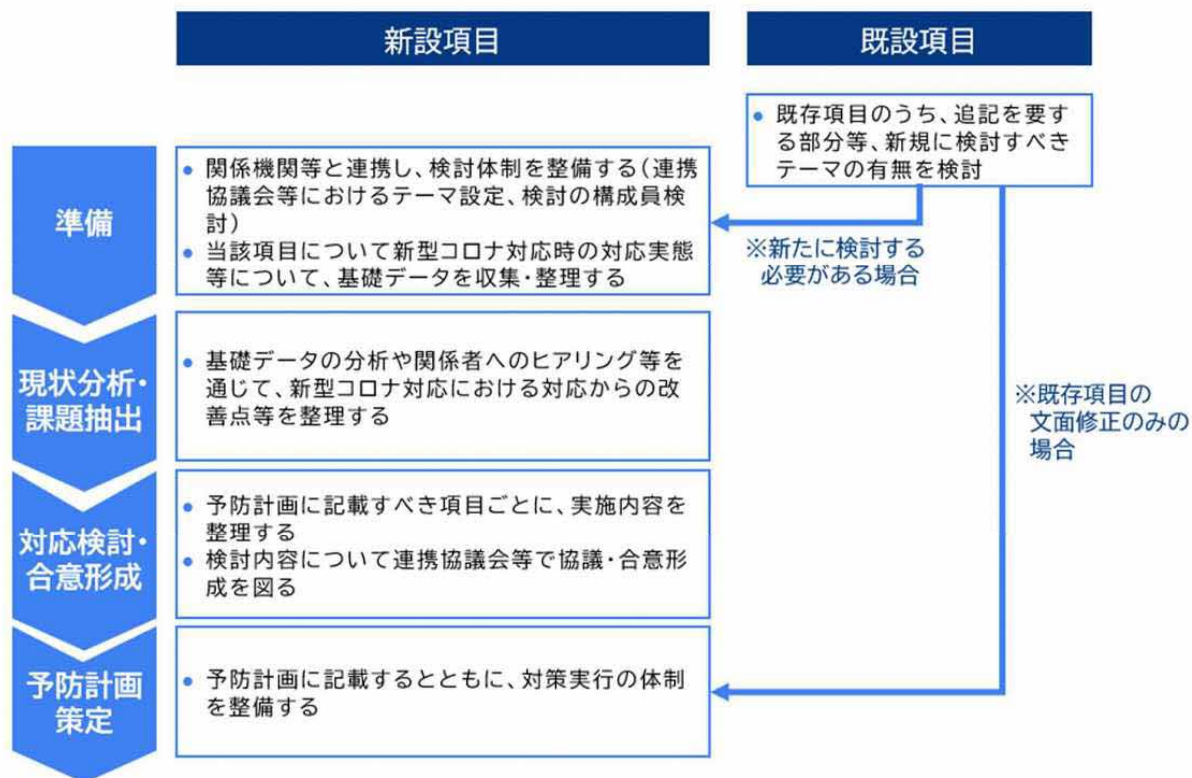 新設項目
既設項目
● 既存項目のうち、追記を要す
る部分等、新規に検討すべき
テーマの有無を検討
準備
● 関係機関等と連携し、検討体制を整備する（連携
協議会等におけるテーマ設定、検討の構成員検
討）
● 当該項目について新型コロナ対応時の対応実態
等について、基礎データを収集・整理する
※新たに検討する
必要がある場合
現状分析・
課題抽出
● 基礎データの分析や関係者へのヒアリング等を
通じて、新型コロナ対応における対応からの改
善点等を整理する
※既存項目の
文面修正のみの
場合
対応検討・
合意形成
● 予防計画に記載すべき項目ごとに、実施内容を
整理する
● 検討内容について連携協議会等で協議・合意形
成を図る
予防計画
策定
● 予防計画に記載するとともに、対策実行の体制
を整備する